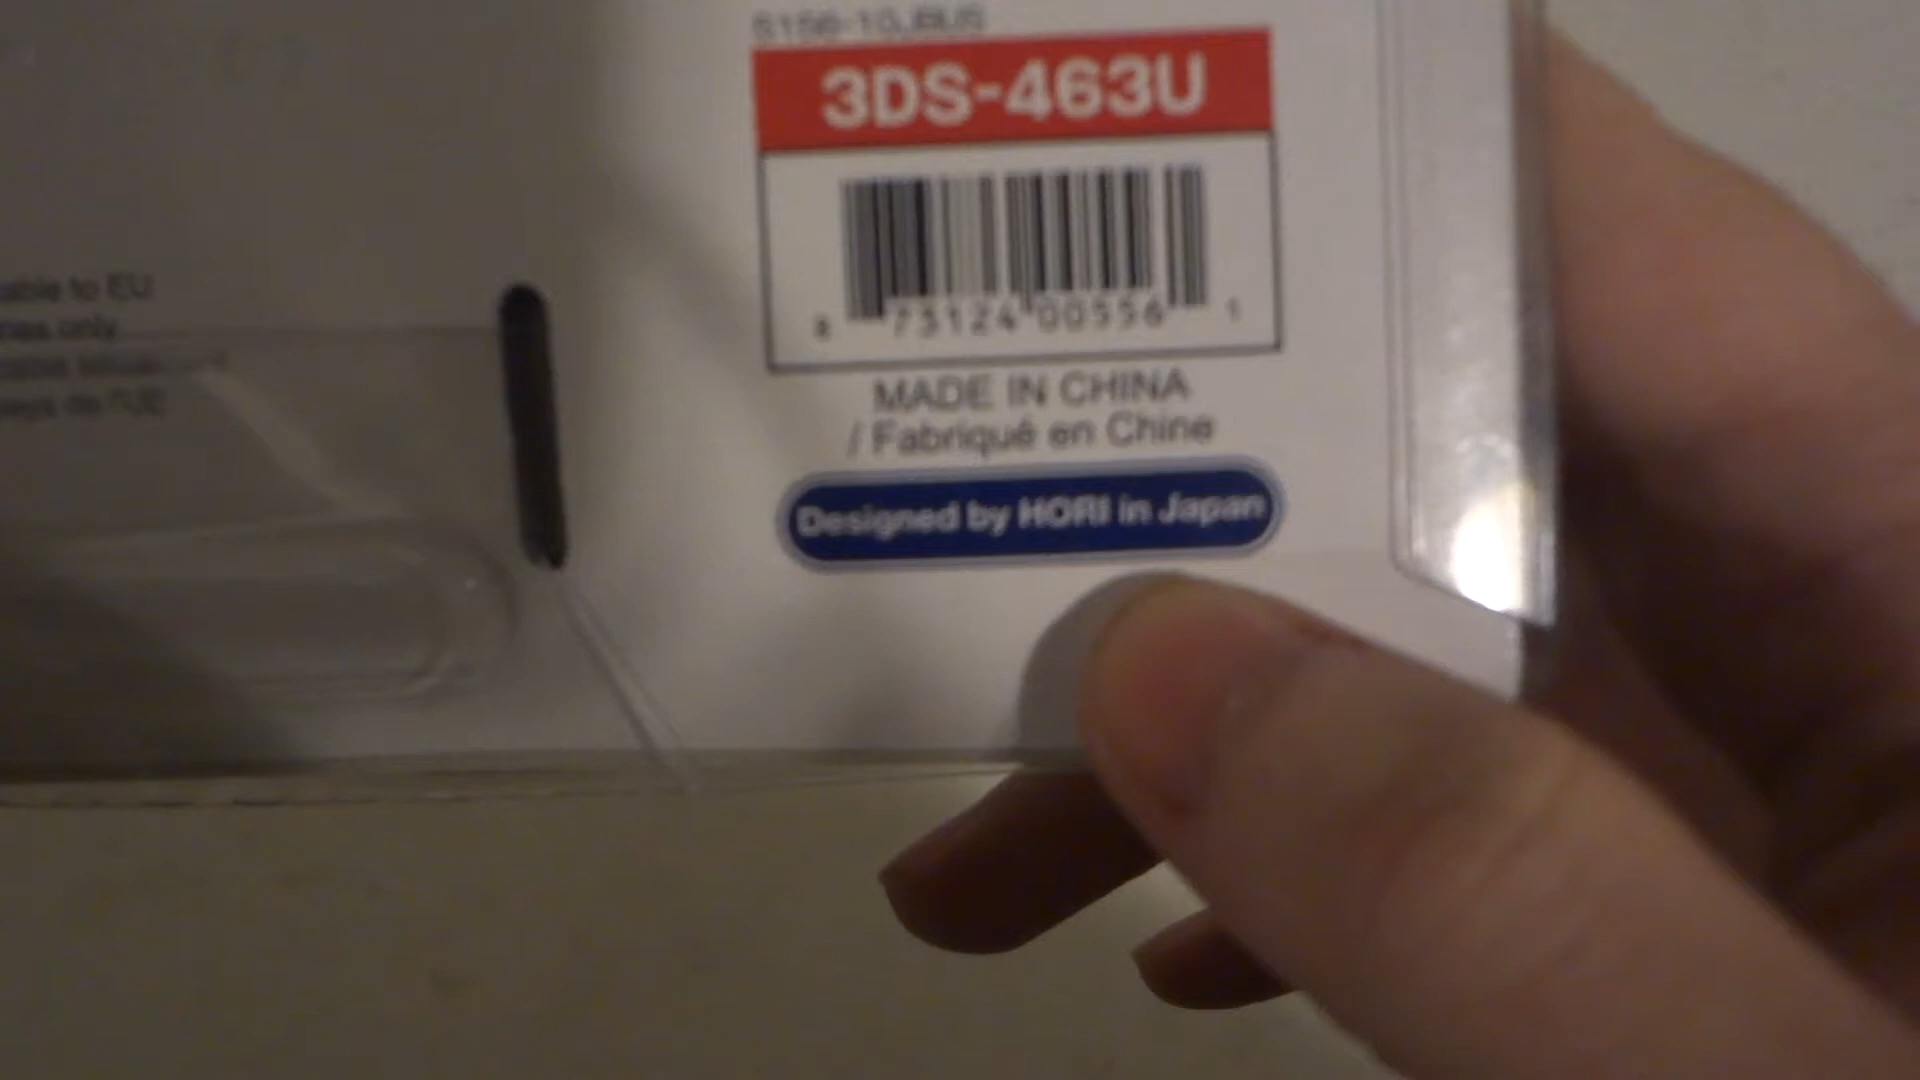 3DS-463U
8 73124 00556 1
MADE IN CHINA
/ Fabriqué en Chine
Designed by HORI in Japan
able to EU
only
pays de l'UE